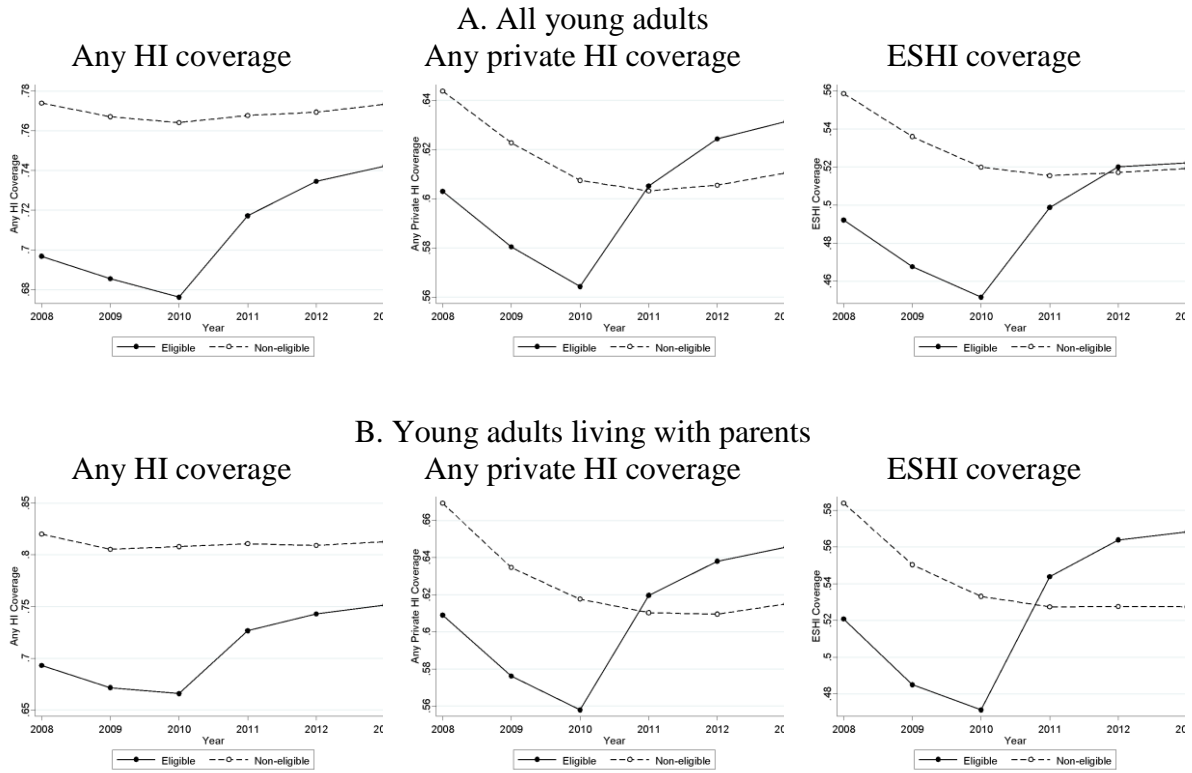 A. All young adults
Any HI coverage Any private HI coverage ESHI coverage
Any HI Coverage
.78
.76
.74
.72
.7
.68
2008 2009 2010 2011 2012 20
Year
Eligible Non-eligible
Any Private HI Coverage
.64
.62
.6
.58
.56
2008 2009 2010 2011 2012 20
Year
Eligible Non-eligible
ESHI Coverage
.56
.54
.52
.5
.48
.46
2008 2009 2010 2011 2012 20
Year
Eligible Non-eligible
B. Young adults living with parents
Any HI coverage Any private HI coverage ESHI coverage
Any HI Coverage
.85
.8
.75
.7
.65
2008 2009 2010 2011 2012 20
Year
Eligible Non-eligible
Any Private HI Coverage
.66
.64
.62
.6
.58
.56
2008 2009 2010 2011 2012 20
Year
Eligible Non-eligible
ESHI Coverage
.58
.56
.54
.52
.5
.48
2008 2009 2010 2011 2012 20
Year
Eligible Non-eligible